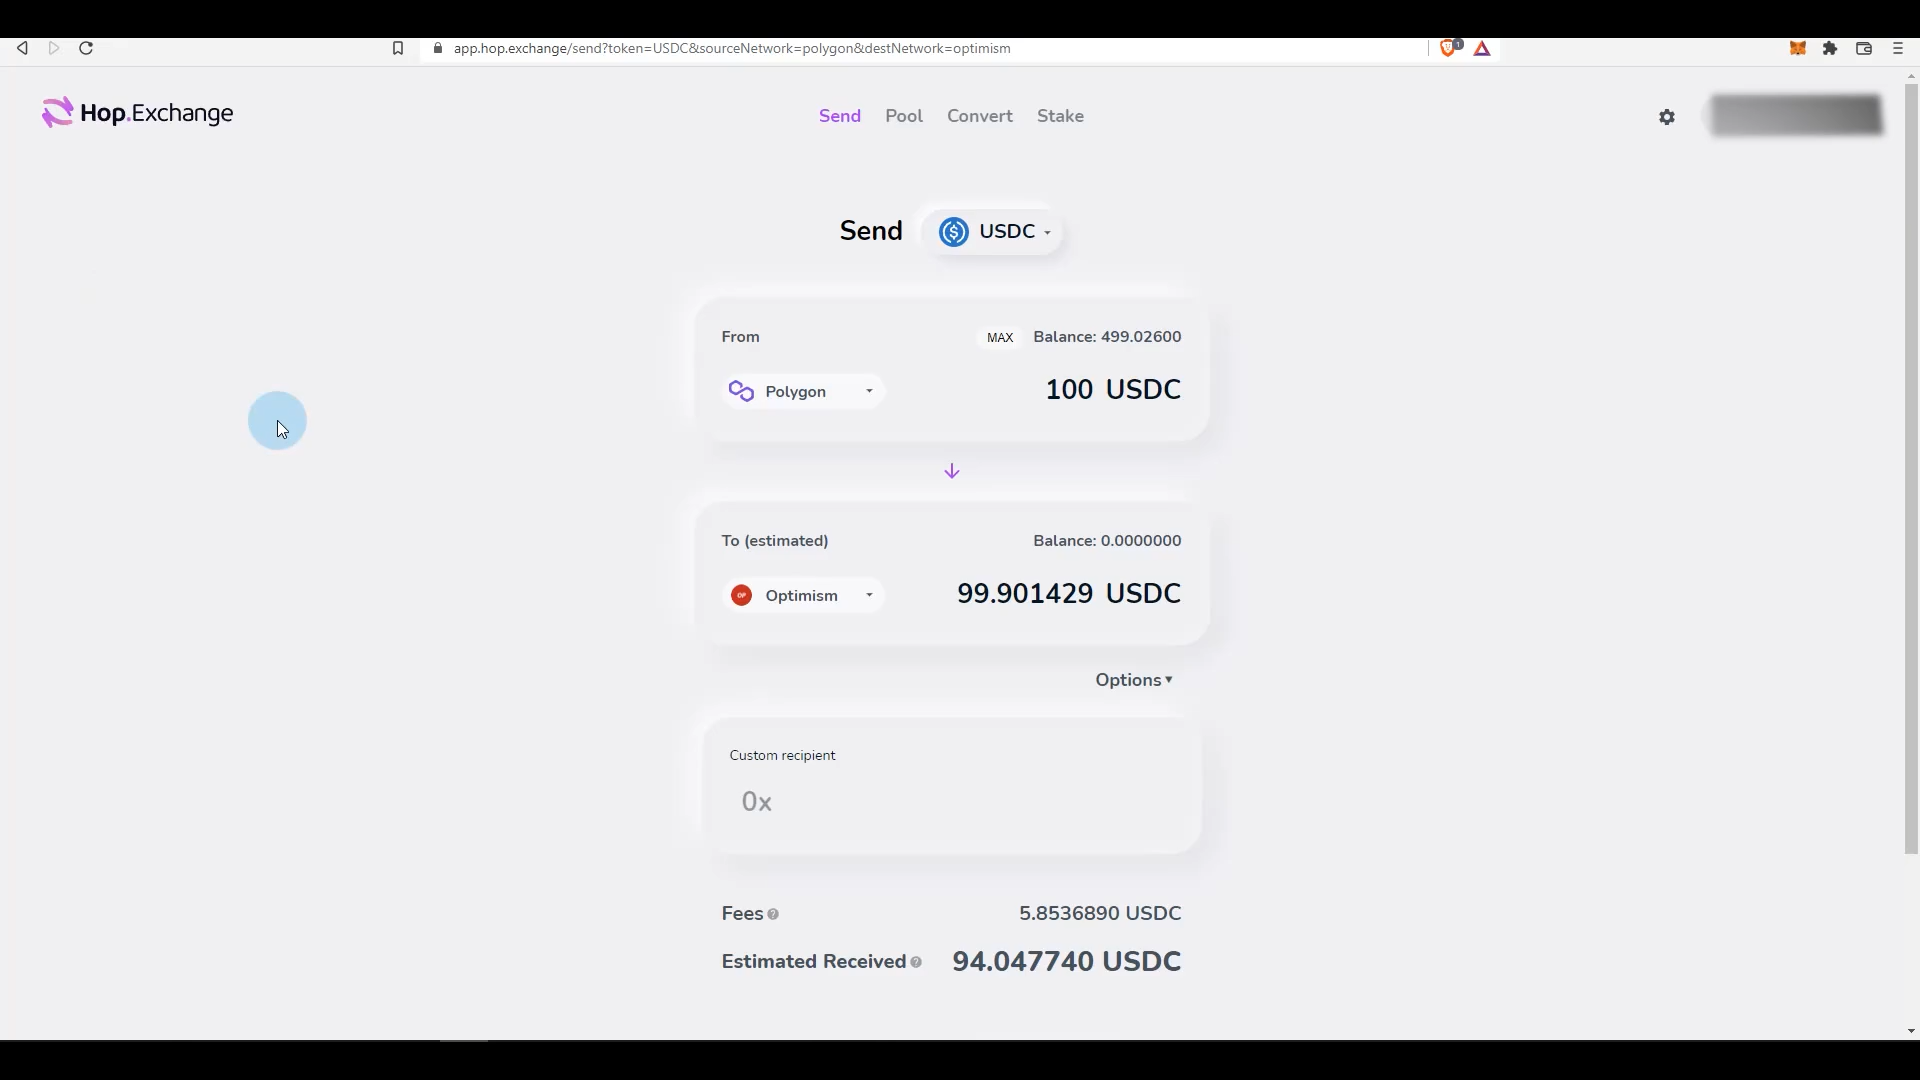 app.hop.exchange/send?token=USDC&sourceNetwork=polygon&destNetwork=optimism
1
Hop.Exchange
Send Pool Convert Stake
Send USDC
From MAX Balance: 499.02600
Polygon 100 USDC
To (estimated) Balance: 0.0000000
OP Optimism 99.901429 USDC
Options
Custom recipient
0x
Fees ? 5.8536890 USDC
Estimated Received ? 94.047740 USDC